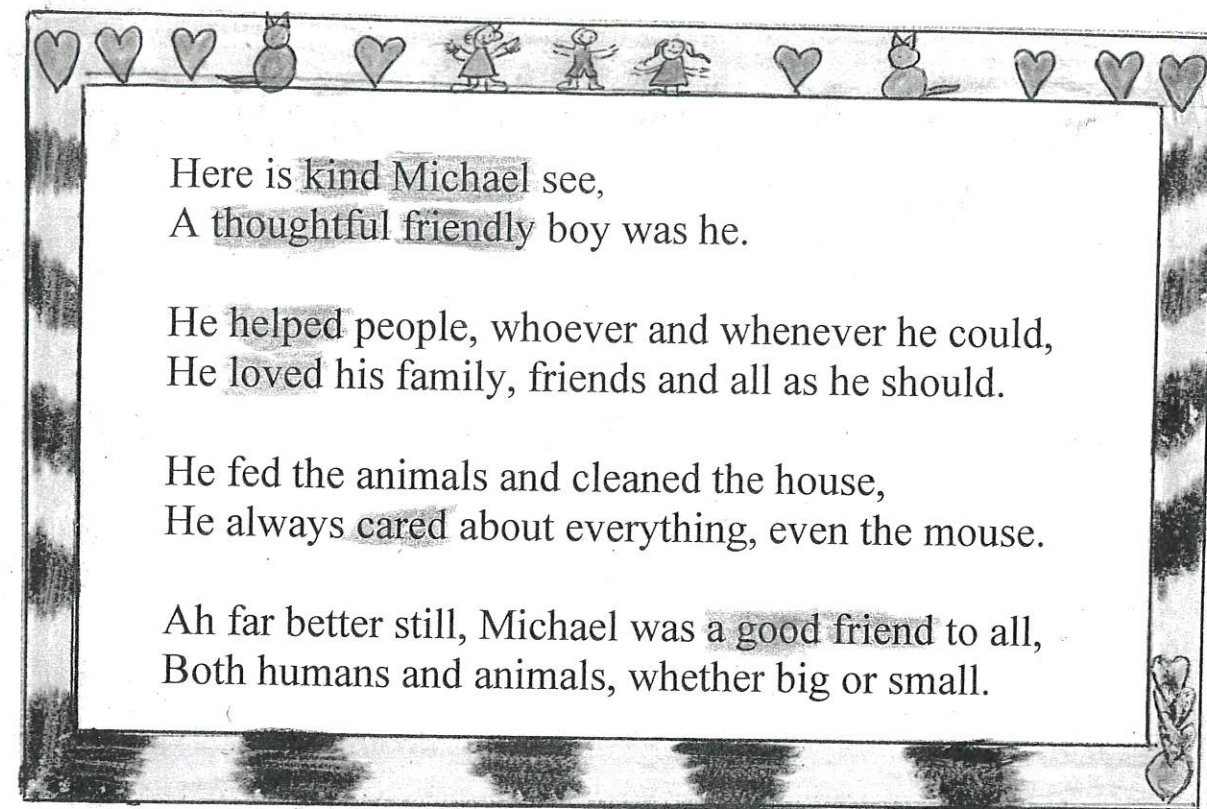 Here is kind Michael see,
A thoughtful friendly boy was he.
He helped people, whoever and whenever he could,
He loved his family, friends and all as he should.
He fed the animals and cleaned the house,
He always cared about everything, even the mouse.
Ah far better still, Michael was a good friend to all,
Both humans and animals, whether big or small.